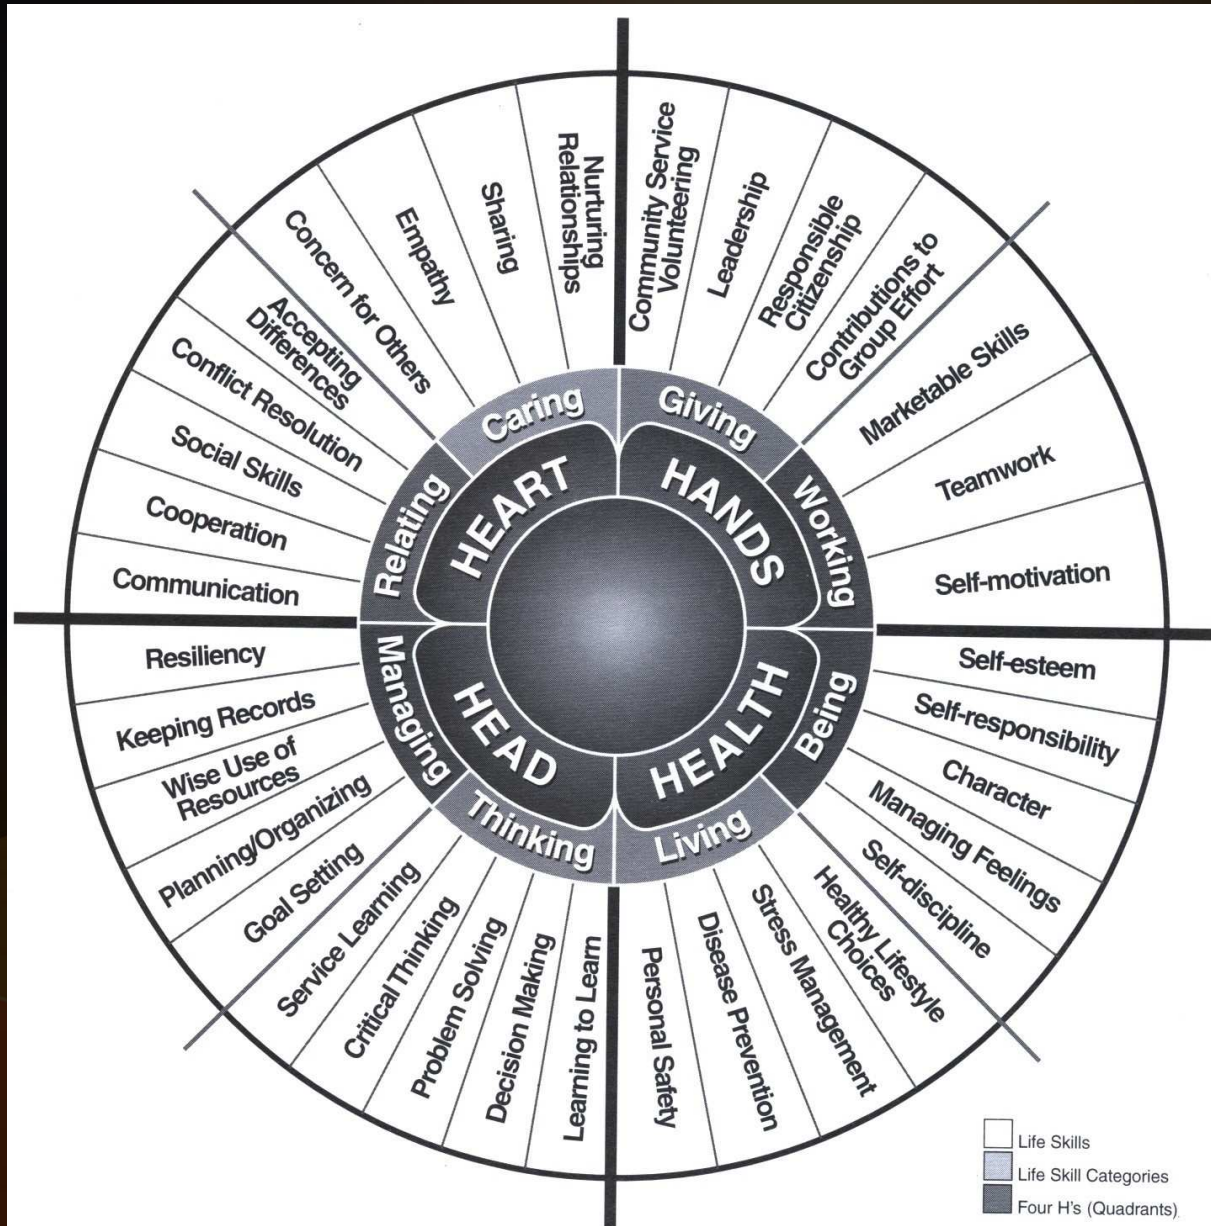 Nurturing
Relationships
Sharing
Empathy
Concern for Others
Accepting
Differences
Conflict Resolution
Social Skills
Cooperation
Communication
Community Service
Volunteering
Leadership
Responsible
Citizenship
Contributions to
Group Effort
Marketable Skills
Teamwork
Self-motivation
Caring
Giving
Relating
HEART
HANDS
Working
Managing
HEAD
HEALTH
Being
Thinking
Living
Resiliency
Keeping Records
Wise Use of
Resources
Planning/Organizing
Goal Setting
Service Learning
Critical Thinking
Problem Solving
Decision Making
Learning to Learn
Self-esteem
Self-responsibility
Character
Managing Feelings
Self-discipline
Healthy Lifestyle
Choices
Stress Management
Disease Prevention
Personal Safety
Life Skills
Life Skill Categories
Four H's (Quadrants)